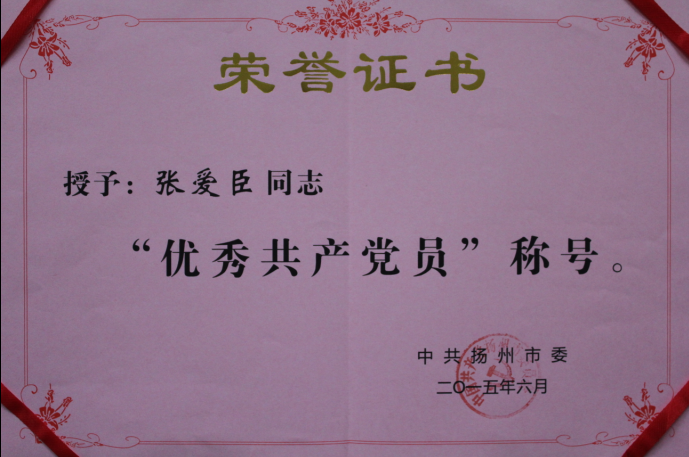 荣誉证书
授予：张爱臣同志
“优秀共产党员”称号。
中共扬州市委
二〇一五年六月